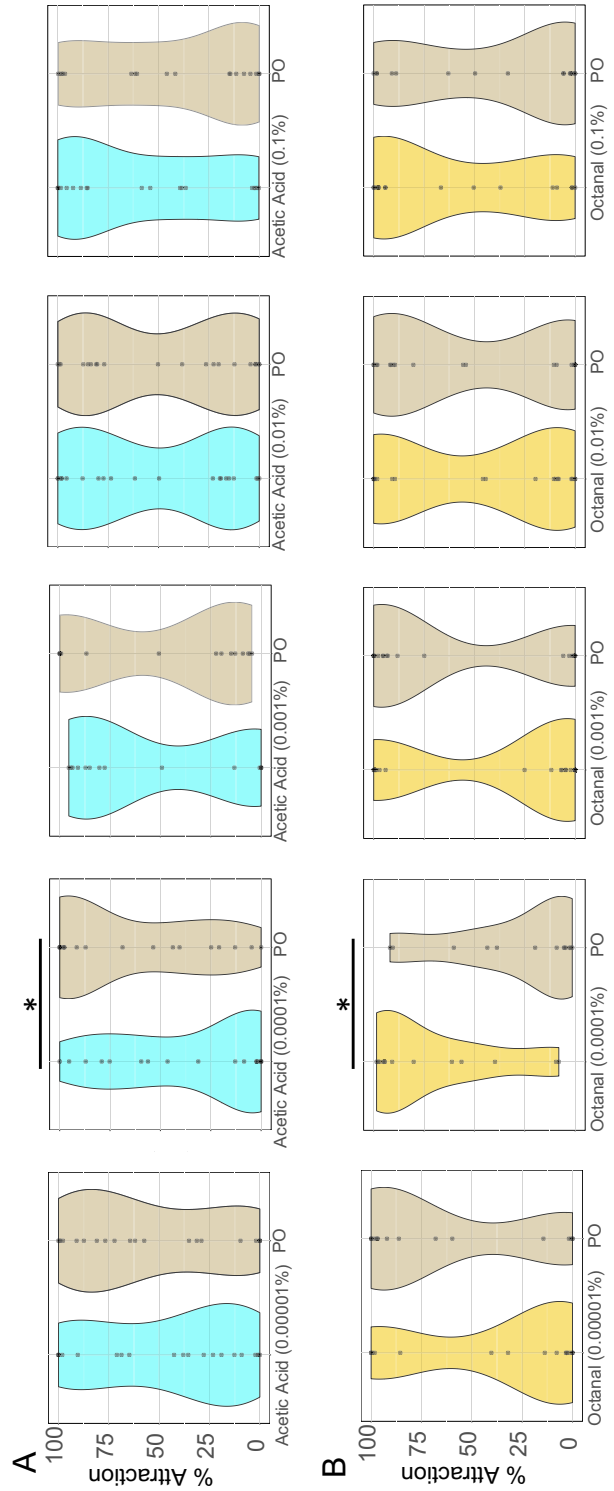 A
% Attraction
100
75
50
25
0
Acetic Acid (0.00001%)
PO
*
Acetic Acid (0.0001%)
PO
Acetic Acid (0.001%)
PO
Acetic Acid (0.01%)
PO
Acetic Acid (0.1%)
PO
B
% Attraction
100
75
50
25
0
Octanal (0.00001%)
PO
*
Octanal (0.0001%)
PO
Octanal (0.001%)
PO
Octanal (0.01%)
PO
Octanal (0.1%)
PO